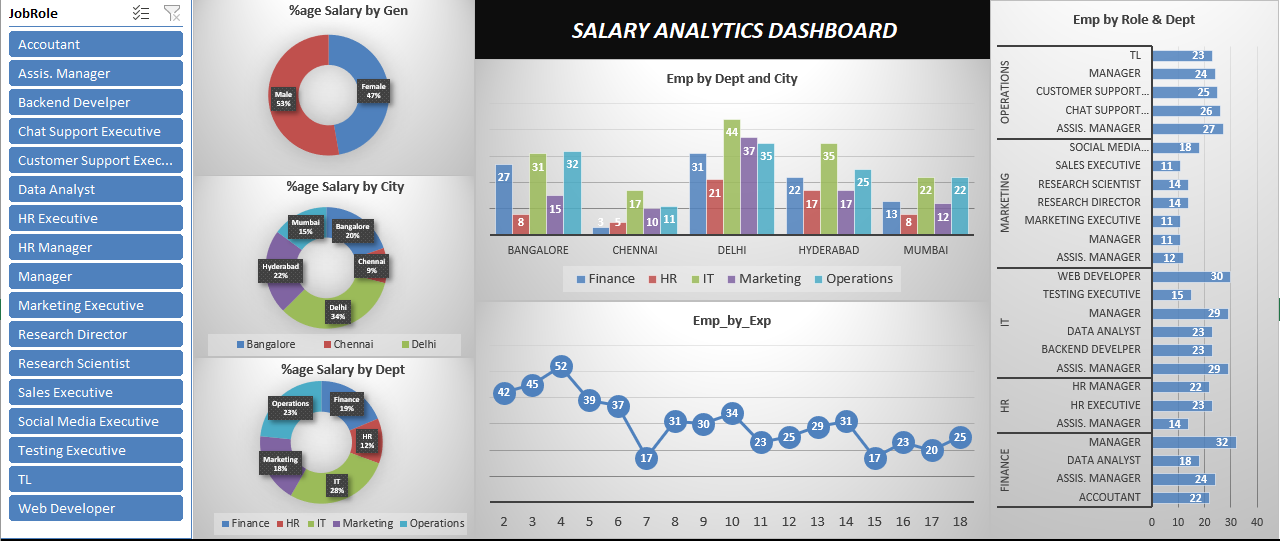 JobRole
Accoutant
Assis. Manager
Backend Develper
Chat Support Executive
Customer Support Exec...
Data Analyst
HR Executive
HR Manager
Manager
Marketing Executive
Research Director
Research Scientist
Sales Executive
Social Media Executive
Testing Executive
TL
Web Developer
%age Salary by Gen
Male
53%
Female
47%
%age Salary by City
Mumbai
15%
Bangalore
20%
Hyderabad
22%
Chennai
9%
Delhi
34%
Bangalore Chennai Delhi
%age Salary by Dept
Operations
23%
Finance
19%
HR
12%
Marketing
18%
IT
28%
Finance HR IT Marketing Operations
SALARY ANALYTICS DASHBOARD
Emp by Dept and City
27 8 31 15 32
3 5 17 10 11
31 21 44 37 35
22 17 35 17 25
13 8 22 12 22
BANGALORE CHENNAI DELHI HYDERABAD MUMBAI
Finance HR IT Marketing Operations
Emp_by_Exp
42 45 52 39 37 17 31 30 34 23 25 29 31 17 23 20 25
2 3 4 5 6 7 8 9 10 11 12 13 14 15 16 17 18
Emp by Role & Dept
OPERATIONS
TL 23
MANAGER 24
CUSTOMER SUPPORT... 25
CHAT SUPPORT... 26
ASSIS. MANAGER 27
MARKETING
SOCIAL MEDIA... 18
SALES EXECUTIVE 11
RESEARCH SCIENTIST 14
RESEARCH DIRECTOR 14
MARKETING EXECUTIVE 11
MANAGER 11
ASSIS. MANAGER 12
IT
WEB DEVELOPER 30
TESTING EXECUTIVE 15
MANAGER 29
DATA ANALYST 23
BACKEND DEVELPER 23
ASSIS. MANAGER 29
HR
HR MANAGER 22
HR EXECUTIVE 23
ASSIS. MANAGER 14
FINANCE
MANAGER 32
DATA ANALYST 18
ASSIS. MANAGER 24
ACCOUTANT 22
0 10 20 30 40